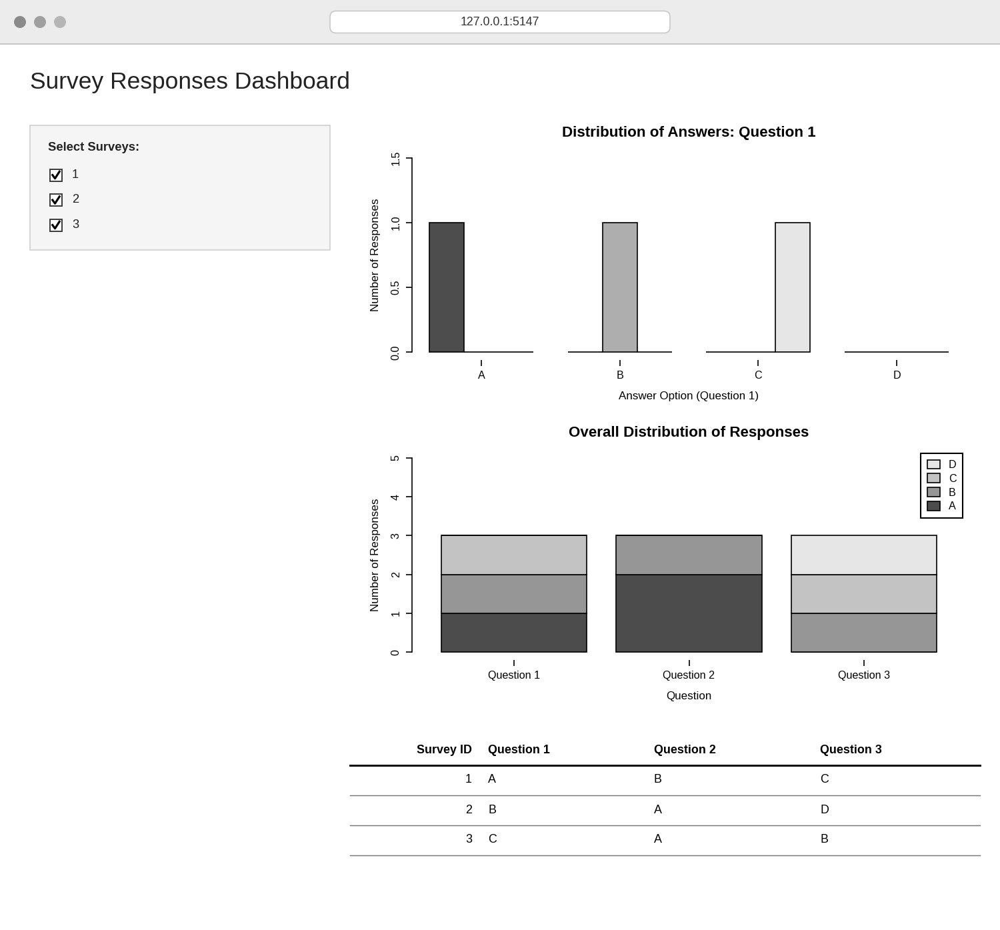 127.0.0.1:5147
Survey Responses Dashboard
Select Surveys:
1
2
3
Distribution of Answers: Question 1
Number of Responses
1.5
1.0
0.5
0.0
A B C D
Answer Option (Question 1)
Overall Distribution of Responses
Number of Responses
5
4
3
2
1
0
D
C
B
A
Question 1 Question 2 Question 3
Question
Survey ID Question 1 Question 2 Question 3
1 A B C
2 B A D
3 C A B